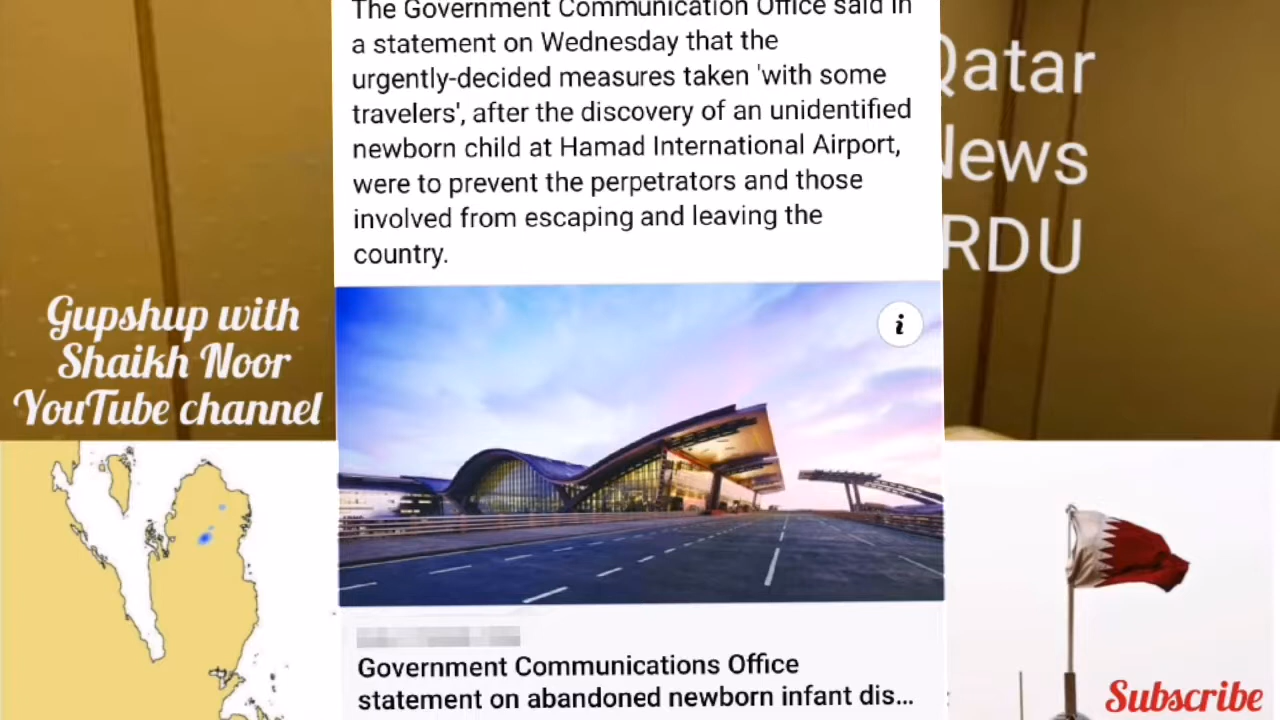 The Government Communication Office said in
a statement on Wednesday that the
urgently-decided measures taken 'with some
travelers', after the discovery of an unidentified
newborn child at Hamad International Airport,
were to prevent the perpetrators and those
involved from escaping and leaving the
country.
i
Government Communications Office
statement on abandoned newborn infant dis...
Gupshup with
Shaikh Noor
YouTube channel
Qatar
News
RDU
Subscribe